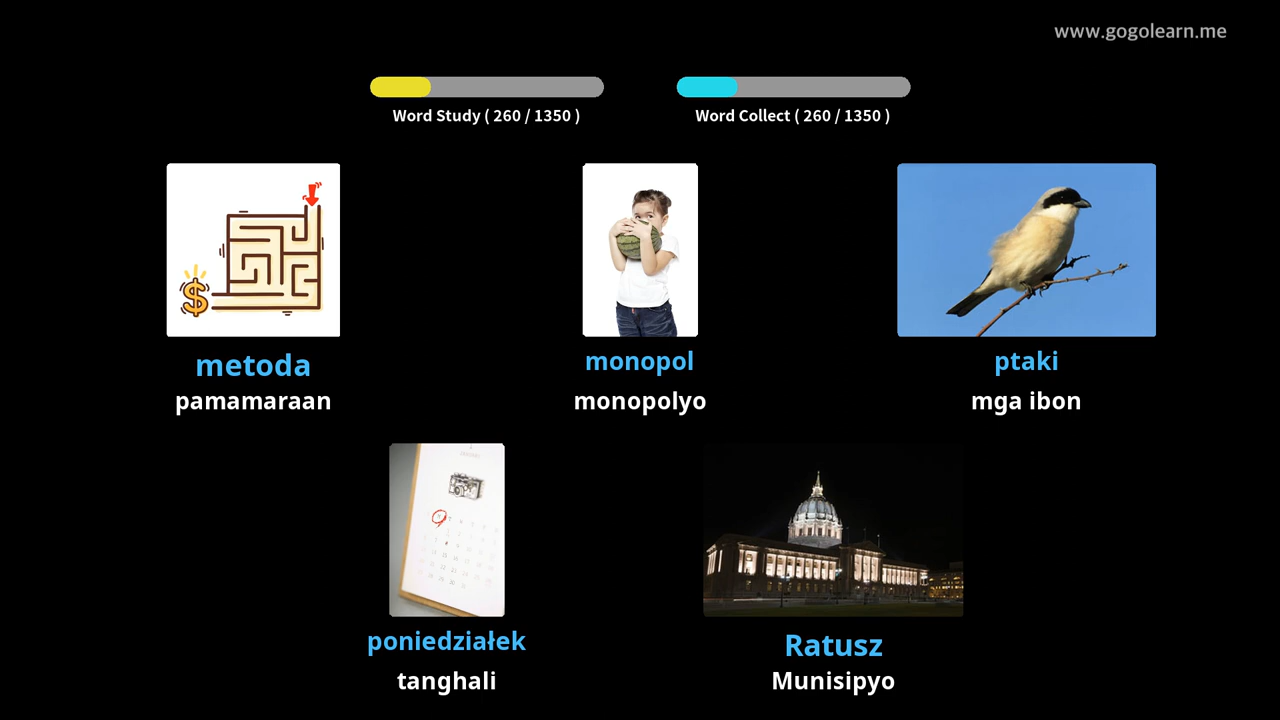 www.gogolearn.me
Word Study ( 260 / 1350 )
Word Collect ( 260 / 1350 )
metoda
pamamaraan
monopol
monopolyo
ptaki
mga ibon
poniedziałek
tanghali
Ratusz
Munisipyo